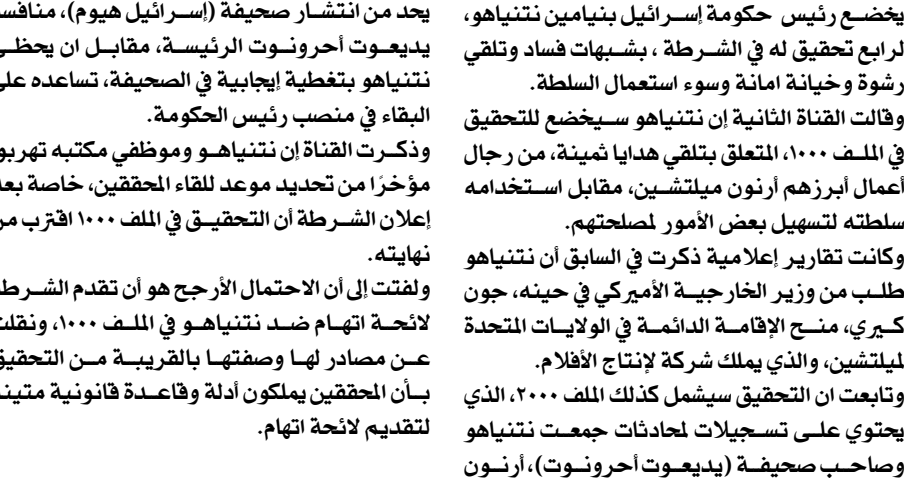 يخضع رئيس حكومة إسرائيل بنيامين نتنياهو،
لرابع تحقيق له في الشرطة ، بشبهات فساد وتلقي
رشوة وخيانة امانة وسوء استعمال السلطة.
وقالت القناة الثانية إن نتنياهو سيخضع للتحقيق
في الملف ١٠٠٠، المتعلق بتلقي هدايا ثمينة، من رجال
أعمال أبرزهم أرنون ميلتشين، مقابل استخدامه
سلطته لتسهيل بعض الأمور لمصلحتهم.
وكانت تقارير إعلامية ذكرت في السابق أن نتنياهو
طلب من وزير الخارجية الأميركي في حينه، جون
كيري، منح الإقامة الدائمة في الولايات المتحدة
لميلتشين، والذي يملك شركة لإنتاج الأفلام.
وتابعت ان التحقيق سيشمل كذلك الملف ٢٠٠٠، الذي
يحتوي على تسجيلات لمحادثات جمعت نتنياهو
وصاحب صحيفة (يديعوت أحرونوت)، أرنون
يحد من انتشار صحيفة (إسرائيل هيوم)، منافسة
يديعوت أحرونوت الرئيسة، مقابل ان يحظى
نتنياهو بتغطية إيجابية في الصحيفة، تساعده على
البقاء في منصب رئيس الحكومة.
وذكرت القناة إن نتنياهو وموظفي مكتبه تهربوا
مؤخرًا من تحديد موعد للقاء المحققين، خاصة بعد
إعلان الشرطة أن التحقيق في الملف ١٠٠٠ اقترب من
نهايته.
ولفتت إلى أن الاحتمال الأرجح هو أن تقدم الشرطة
لائحة اتهام ضد نتنياهو في الملف ١٠٠٠، ونقلت
عن مصادر لها وصفتها بالقريبة من التحقيق
بأن المحققين يملكون أدلة وقاعدة قانونية متينة
لتقديم لائحة اتهام.